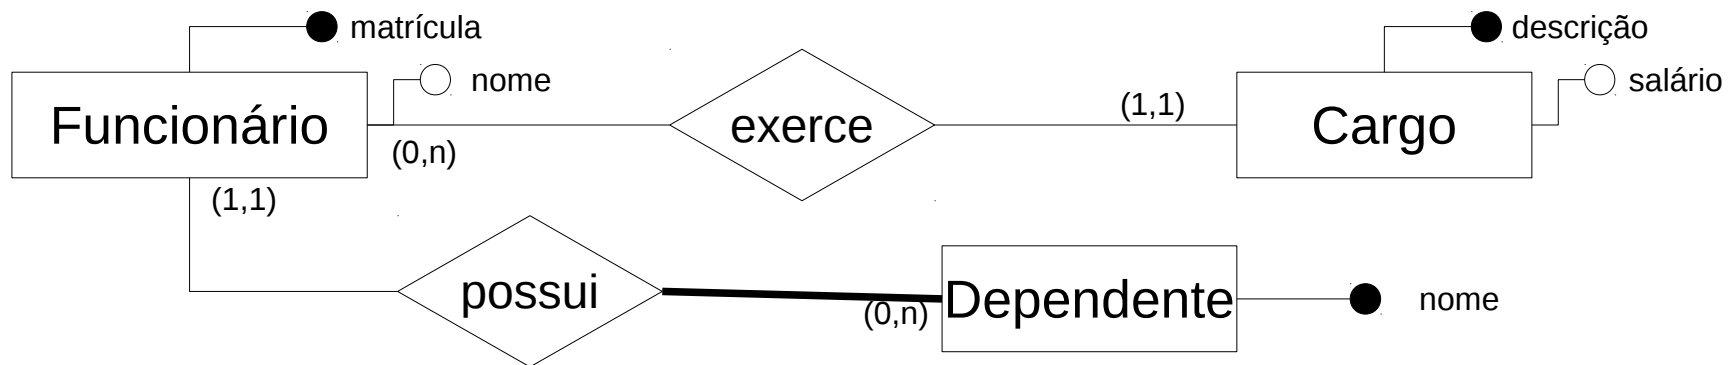 matrícula
descrição
nome
salário
Funcionário
exerce
(1,1)
Cargo
(0,n)
(1,1)
possui
Dependente
(0,n)
nome